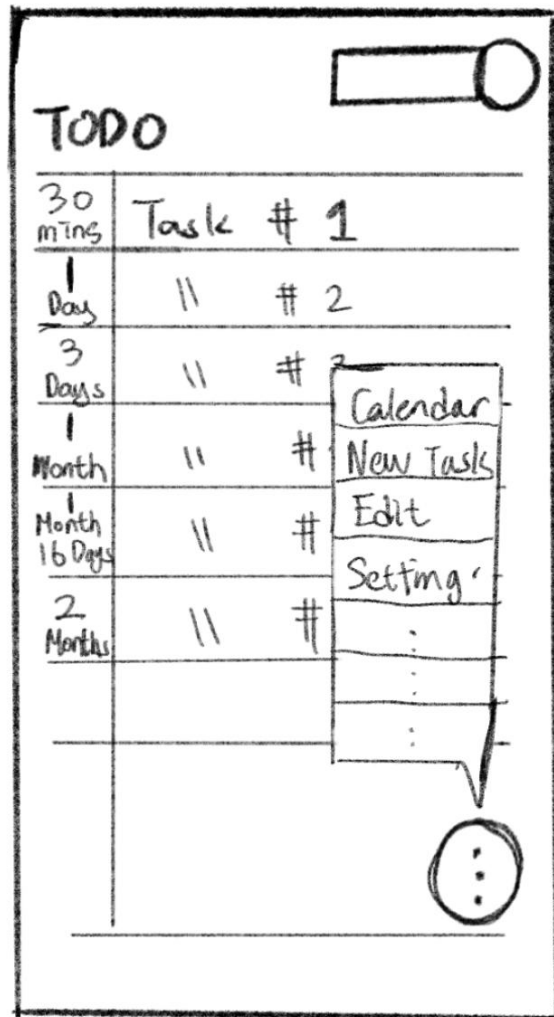 TODO
30
mins
Task # 1
1
Day
" # 2
3
Days
" #
1
Month
" #
1
Month
16 Days
" #
2
Months
" #
Calendar
New Task
Edit
Setting